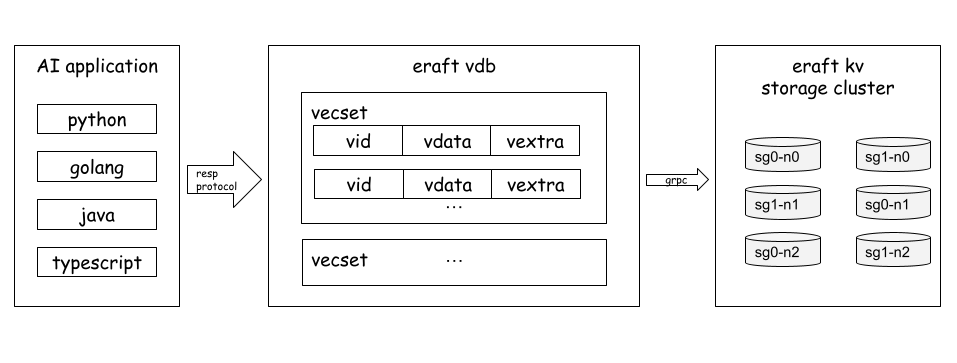 AI application
python
golang
java
typescript
resp
protocol
eraft vdb
vecset
vid vdata vextra
vid vdata vextra
...
vecset ...
grpc
eraft kv
storage cluster
sg0-n0 sg1-n0
sg1-n1 sg0-n1
sg0-n2 sg1-n2